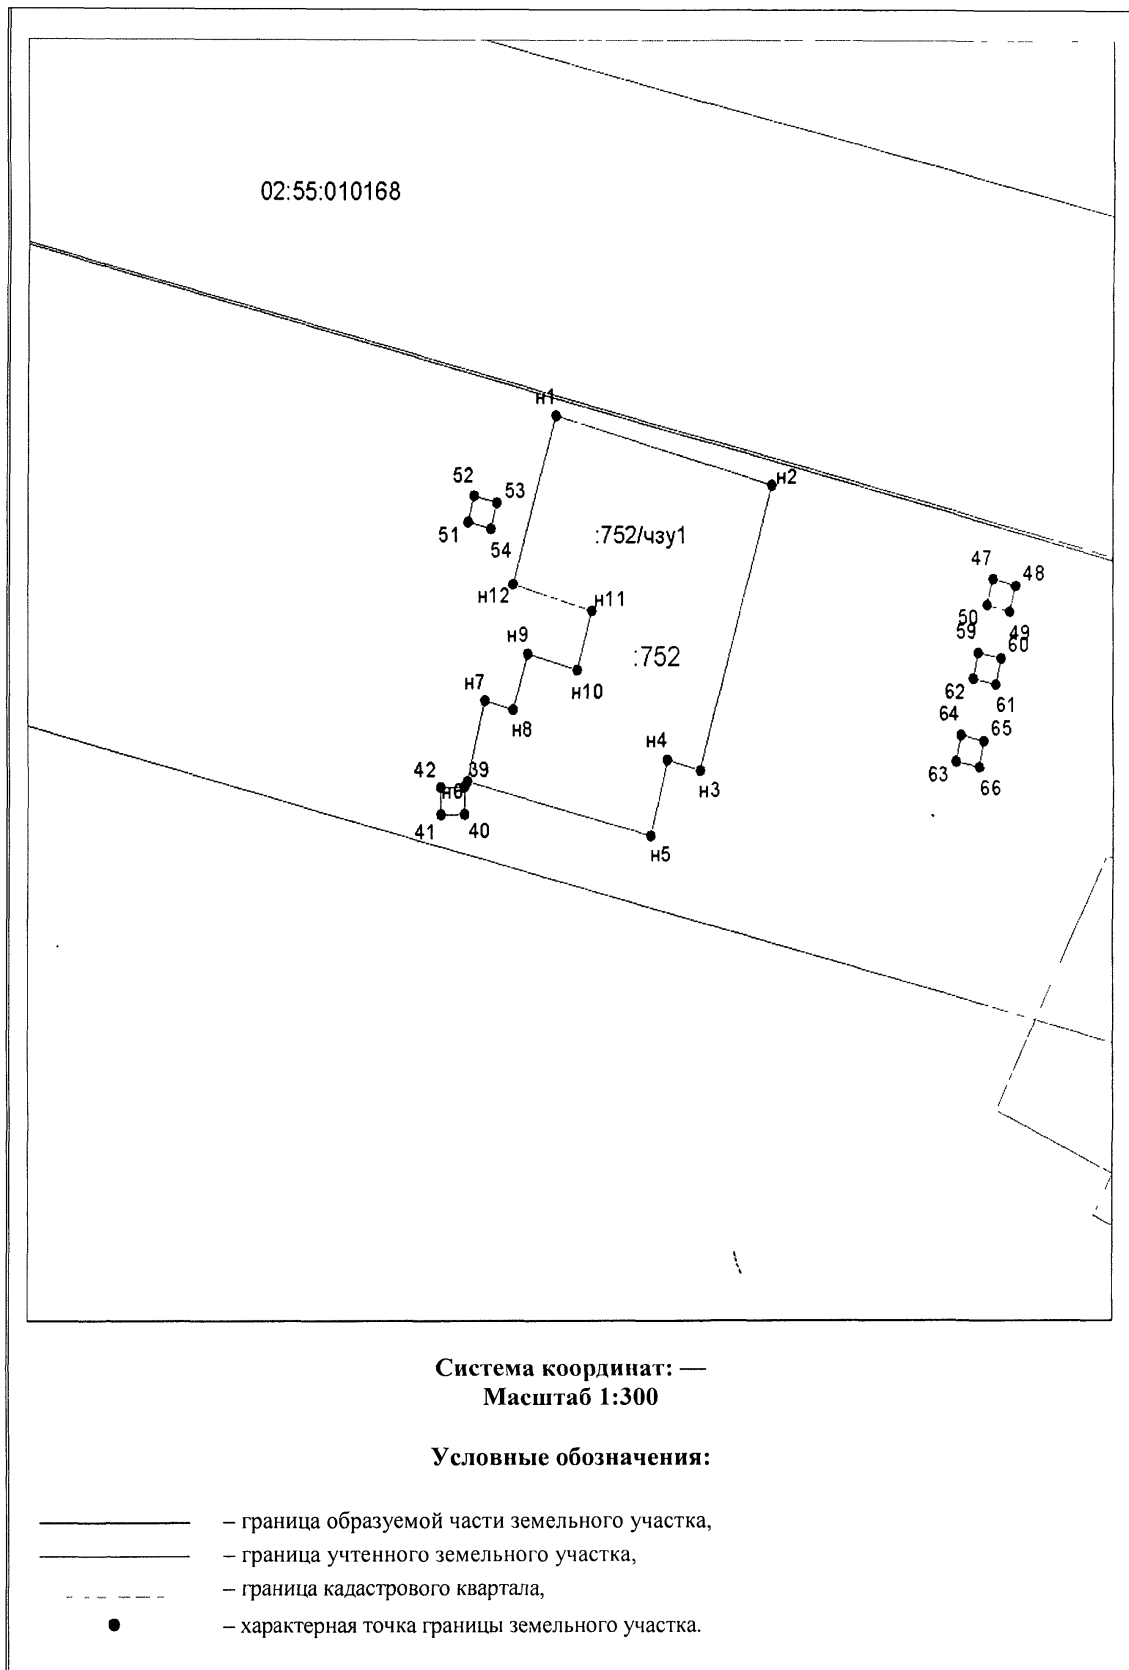 02:55:010168
н1
н2
52
53
51
54
:752/чзу1
47
48
н12
н11
50
49
59
60
н9
:752
н10
62
61
н7
н8
64
65
н4
63
66
н3
42
39
н6
41
40
н5
Система координат: —
Масштаб 1:300
Условные обозначения:
– граница образуемой части земельного участка,
– граница учтенного земельного участка,
– граница кадастрового квартала,
– характерная точка границы земельного участка.